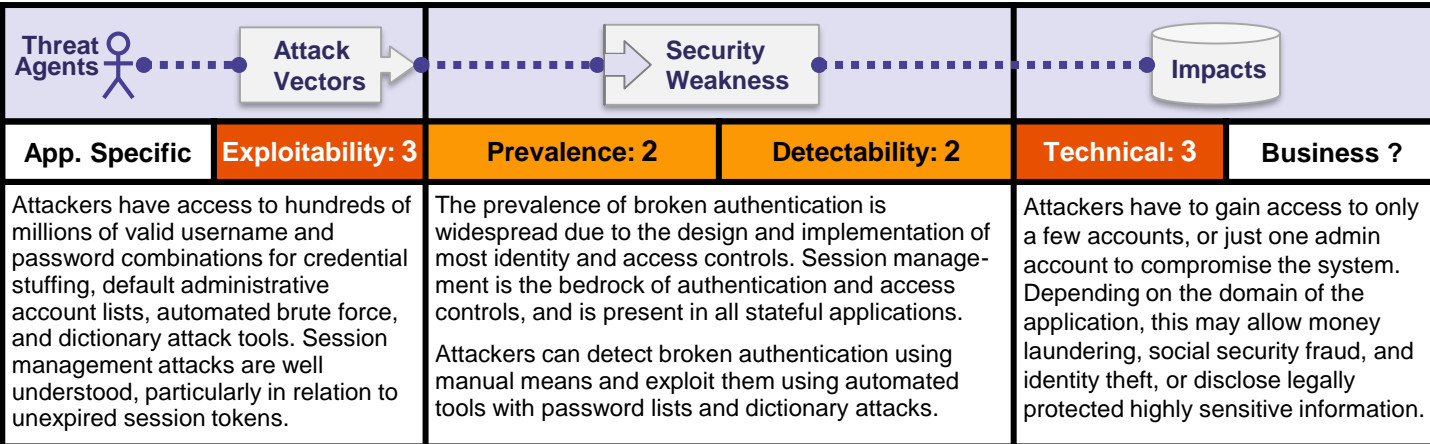 Threat
Agents
Attack
Vectors
Security
Weakness
Impacts
App. Specific
Exploitability: 3
Prevalence: 2
Detectability: 2
Technical: 3
Business ?
Attackers have access to hundreds of
millions of valid username and
password combinations for credential
stuffing, default administrative
account lists, automated brute force,
and dictionary attack tools. Session
management attacks are well
understood, particularly in relation to
unexpired session tokens.
The prevalence of broken authentication is
widespread due to the design and implementation of
most identity and access controls. Session manage-
ment is the bedrock of authentication and access
controls, and is present in all stateful applications.
Attackers can detect broken authentication using
manual means and exploit them using automated
tools with password lists and dictionary attacks.
Attackers have to gain access to only
a few accounts, or just one admin
account to compromise the system.
Depending on the domain of the
application, this may allow money
laundering, social security fraud, and
identity theft, or disclose legally
protected highly sensitive information.